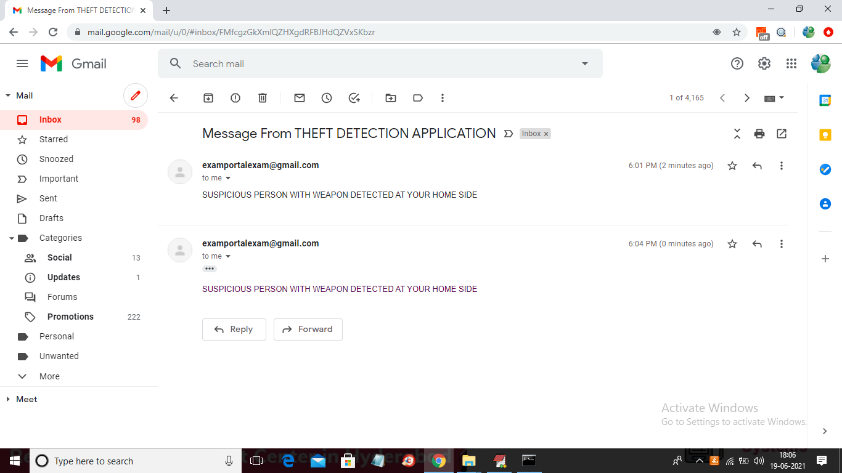 Message From THEFT DETECTIO
mail.google.com/mail/u/0/#inbox/FMfcgzGkXmlQZHXgdRFBJHdQZVxSKbzr
off
Gmail
Search mail
Mail
1 of 4,165
Inbox 98
Message From THEFT DETECTION APPLICATION Inbox x
Starred
Snoozed
examportalexam@gmail.com 6:01 PM (2 minutes ago)
to me
Important
SUSPICIOUS PERSON WITH WEAPON DETECTED AT YOUR HOME SIDE
Sent
Drafts
Categories
examportalexam@gmail.com 6:04 PM (0 minutes ago)
to me
Social 13
Updates 1
SUSPICIOUS PERSON WITH WEAPON DETECTED AT YOUR HOME SIDE
Forums
Promotions 222
Reply Forward
Personal
Unwanted
More
Meet
Activate Windows
Go to Settings to activate Windows.
Type here to search
18:06
19-06-2021